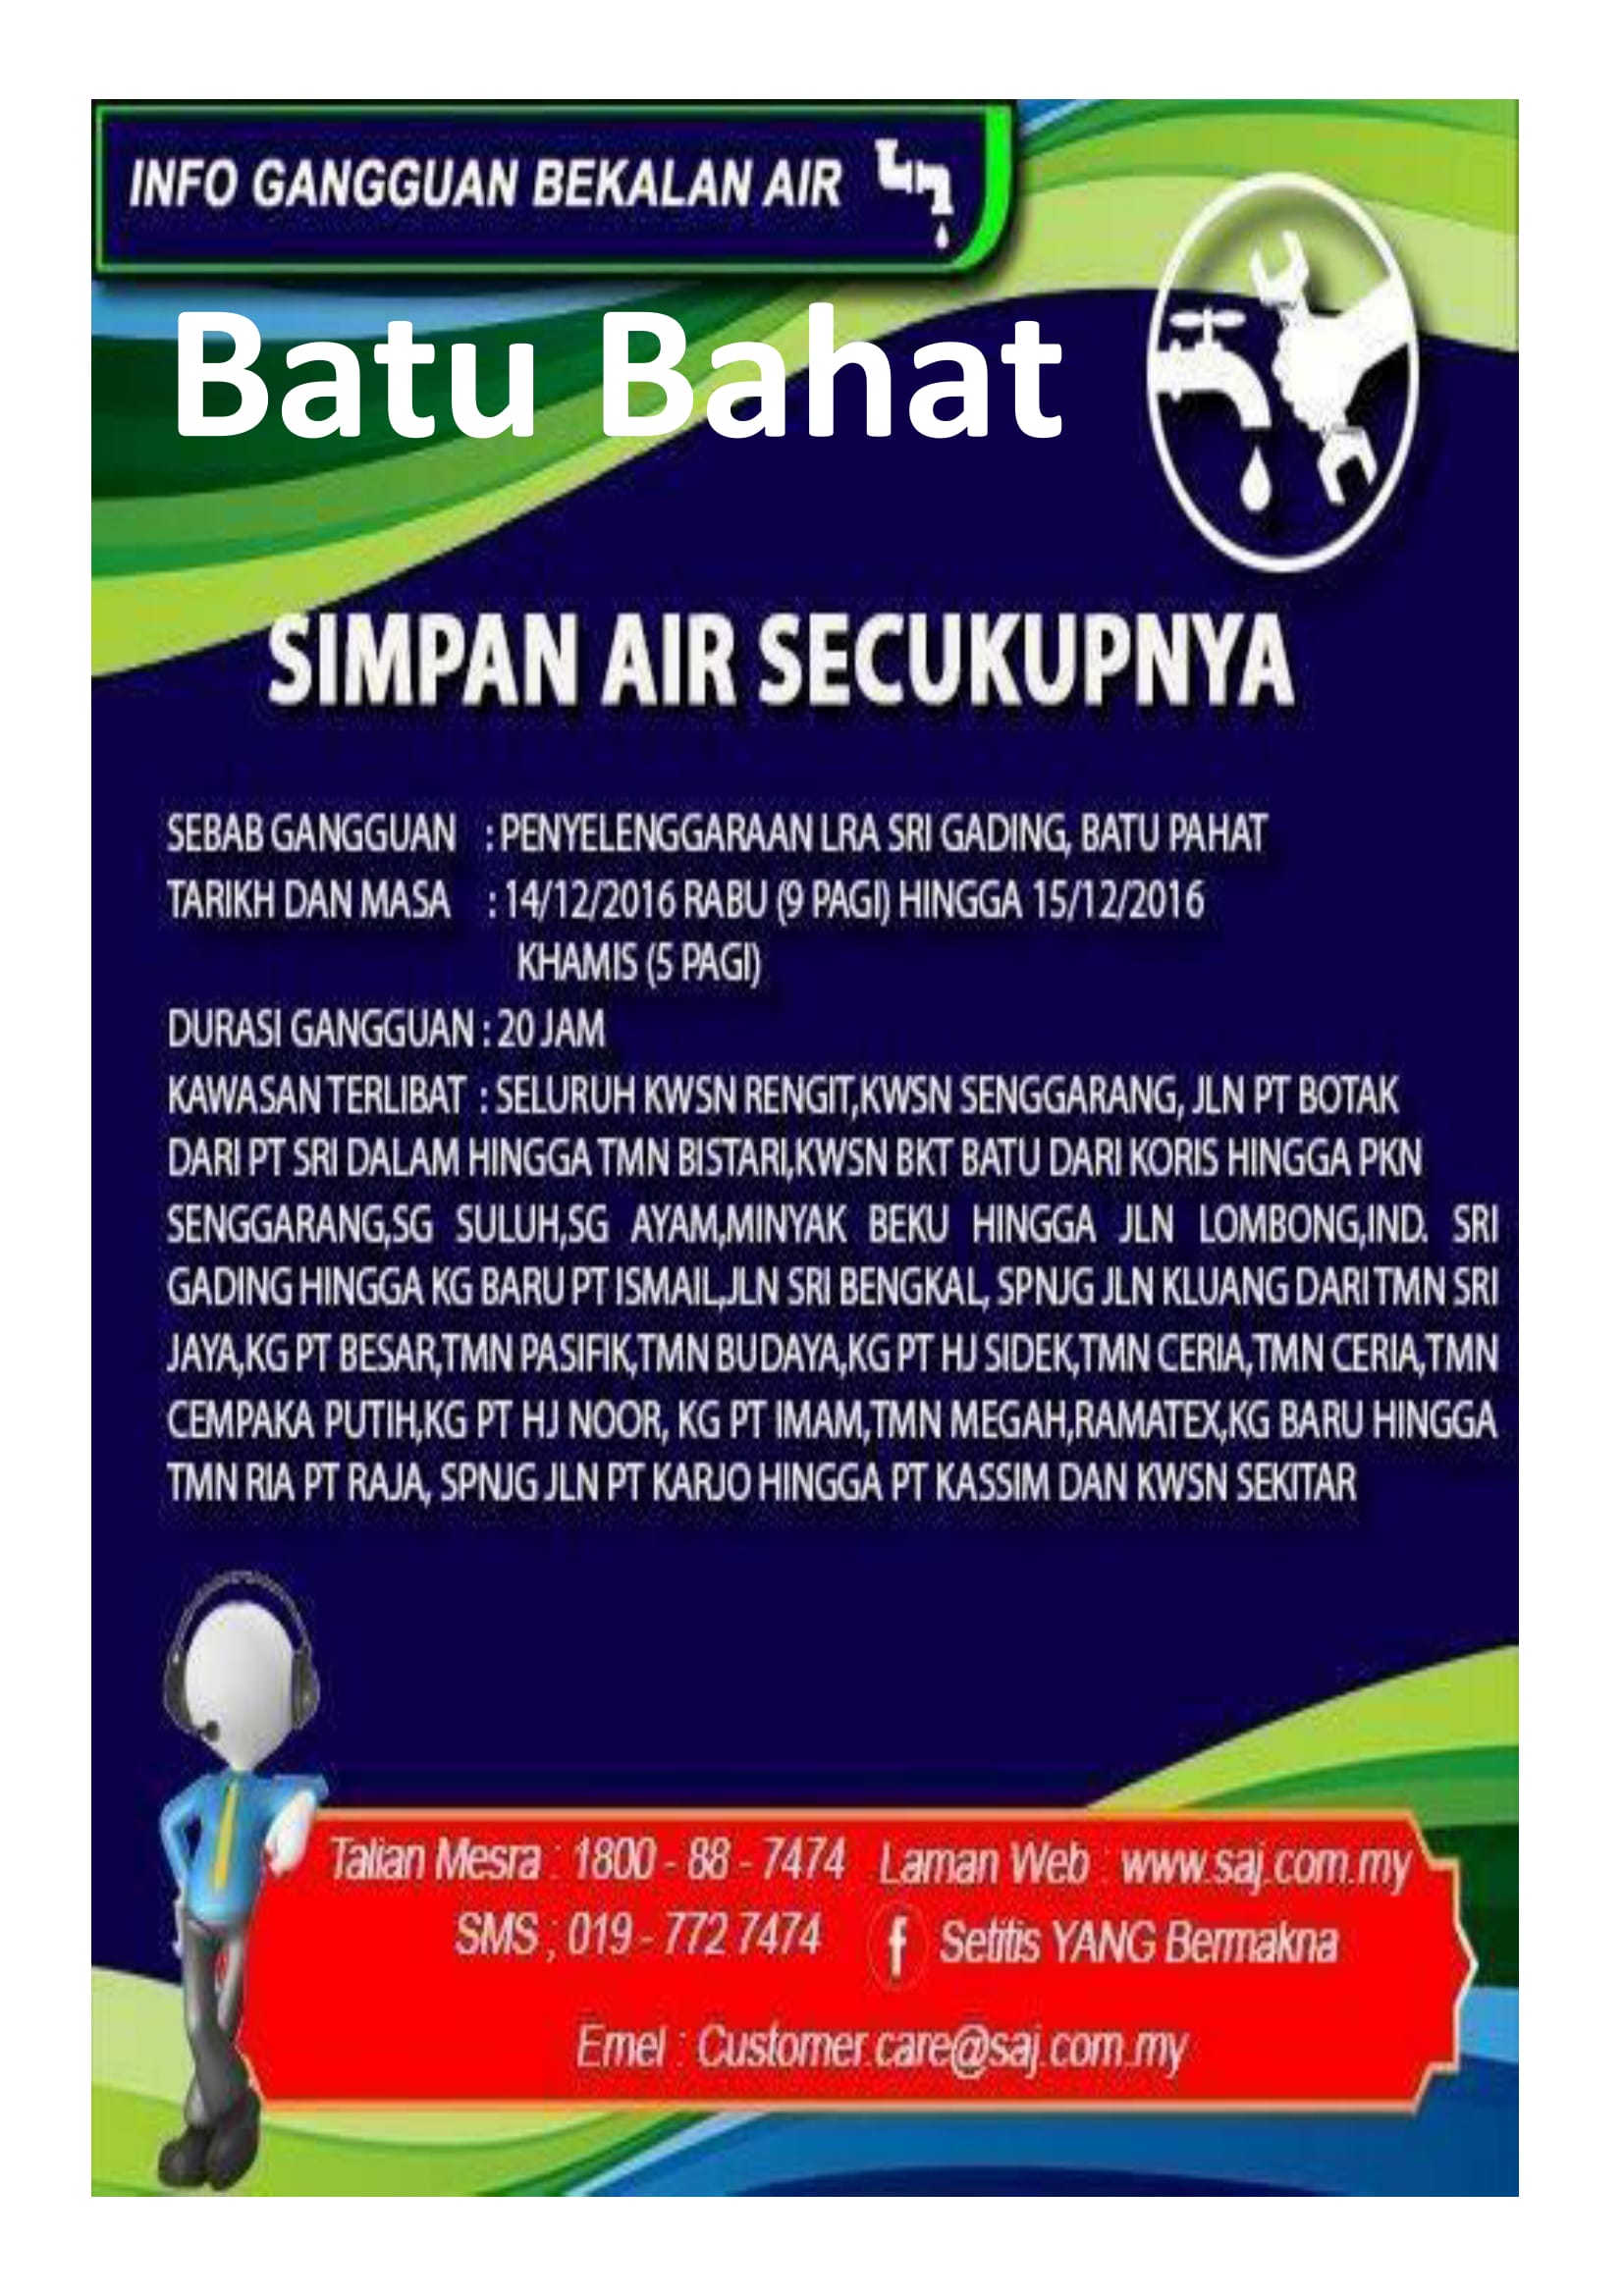 INFO GANGGUAN BEKALAN AIR
Batu Bahat
SIMPAN AIR SECUKUPNYA
SEBAB GANGGUAN : PENYELENGGARAAN LRA SRI GADING, BATU PAHAT
TARIKH DAN MASA : 14/12/2016 RABU (9 PAGI) HINGGA 15/12/2016
KHAMIS (5 PAGI)
DURASI GANGGUAN : 20 JAM
KAWASAN TERLIBAT : SELURUH KWSN RENGIT,KWSN SENGGARANG, JLN PT BOTAK
DARI PT SRI DALAM HINGGA TMN BISTARI,KWSN BKT BATU DARI KORIS HINGGA PKN
SENGGARANG,SG SULUH,SG AYAM,MINYAK BEKU HINGGA JLN LOMBONG,IND. SRI
GADING HINGGA KG BARU PT ISMAIL,JLN SRI BENGKAL, SPNJG JLN KLUANG DARI TMN SRI
JAYA,KG PT BESAR,TMN PASIFIK,TMN BUDAYA,KG PT HJ SIDEK,TMN CERIA,TMN CERIA,TMN
CEMPAKA PUTIH,KG PT HJ NOOR, KG PT IMAM,TMN MEGAH,RAMATEX,KG BARU HINGGA
TMN RIA PT RAJA, SPNJG JLN PT KARJO HINGGA PT KASSIM DAN KWSN SEKITAR
Talian Mesra : 1800 - 88 - 7474 Laman Web : www.saj.com.my
SMS ; 019 - 772 7474 f Setitis YANG Bermakna
Emel : Customer.care@saj.com.my